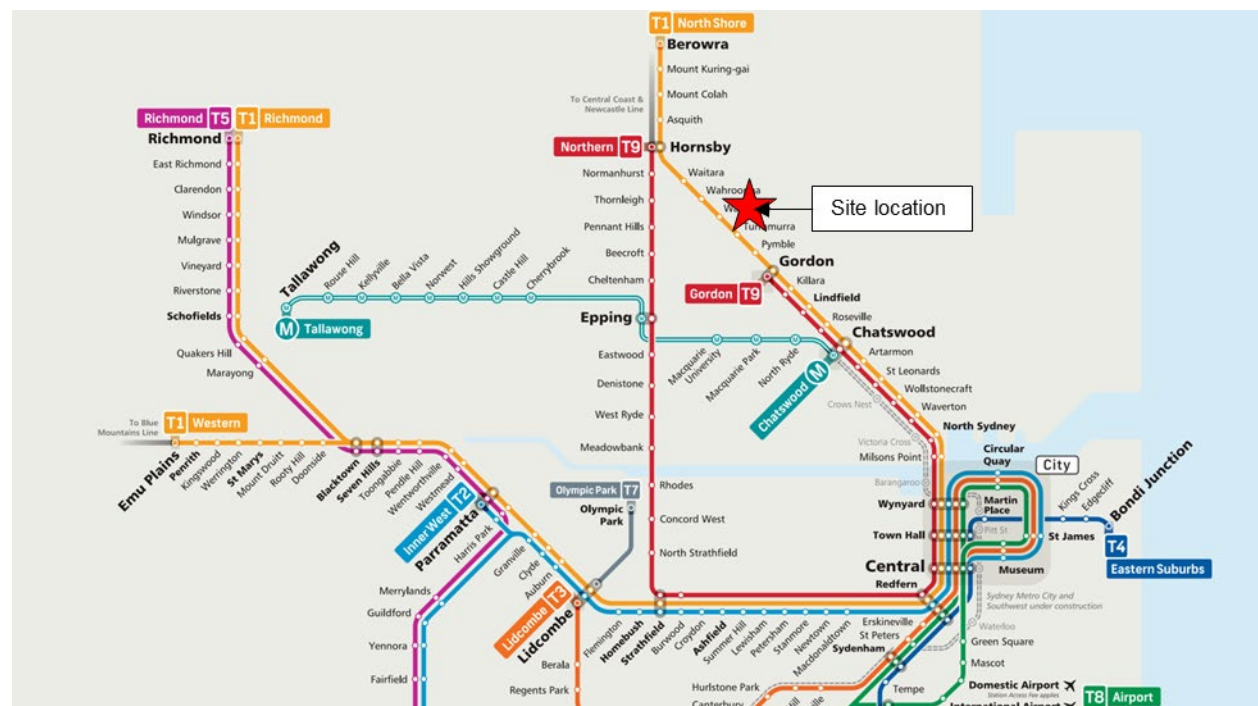 T1 North Shore
Berowra
Mount Kuring-gai
Mount Colah
Asquith
To Central Coast &
Newcastle Line
Northern T9
Hornsby
Richmond T5
T1 Richmond
Richmond
East Richmond
Clarendon
Windsor
Mulgrave
Vineyard
Riverstone
Schofields
Quakers Hill
Marayong
Normanhurst
Thornleigh
Pennant Hills
Beecroft
Cheltenham
Epping
Eastwood
Denistone
West Ryde
Meadowbank
Rhodes
Concord West
North Strathfield
Waitara
Site location
Pymble
Gordon
Gordon T9
Killara
Lindfield
Roseville
Chatswood
Artarmon
St Leonards
Wollstonecraft
Waverton
North Sydney
Milsons Point
Crows Nest
Victoria Cross
Barangaroo
Tallawong
M Tallawong
Rouse Hill
Kellyville
Bella Vista
Norwest
Hills Showground
Castle Hill
Cherrybrook
Macquarie
University
Macquarie Park
North Ryde
Chatswood M
To Blue
Mountains Line
T1 Western
Emu Plains
Penrith
Kingswood
Werrington
St Marys
Mount Druitt
Rooty Hill
Doonside
Blacktown
Seven Hills
Toongabbie
Pendle Hill
Wentworthville
Westmead
Inner West T2
Parramatta
Harris Park
Granville
Clyde
Auburn
Lidcombe T3
Lidcombe
Olympic Park T7
Olympic
Park
Merrylands
Guildford
Yennora
Fairfield
Berala
Regents Park
Flemington
Homebush
Strathfield
Burwood
Croydon
Ashfield
Summer Hill
Lewisham
Petersham
Stanmore
Newtown
Macdonaldtown
Circular
Quay
City
Wynyard
Martin
Place
Town Hall
Pitt St
Central
Redfern
St James
Museum
Kings Cross
Edgecliff
Bondi Junction
T4
Eastern Suburbs
Sydney Metro City and
Southwest under construction
Waterloo
Erskineville
St Peters
Sydenham
Green Square
Mascot
Hurlstone Park
Canterbury
Tempe
Domestic Airport
Station Access Fee applies
International Airport
T8 Airport